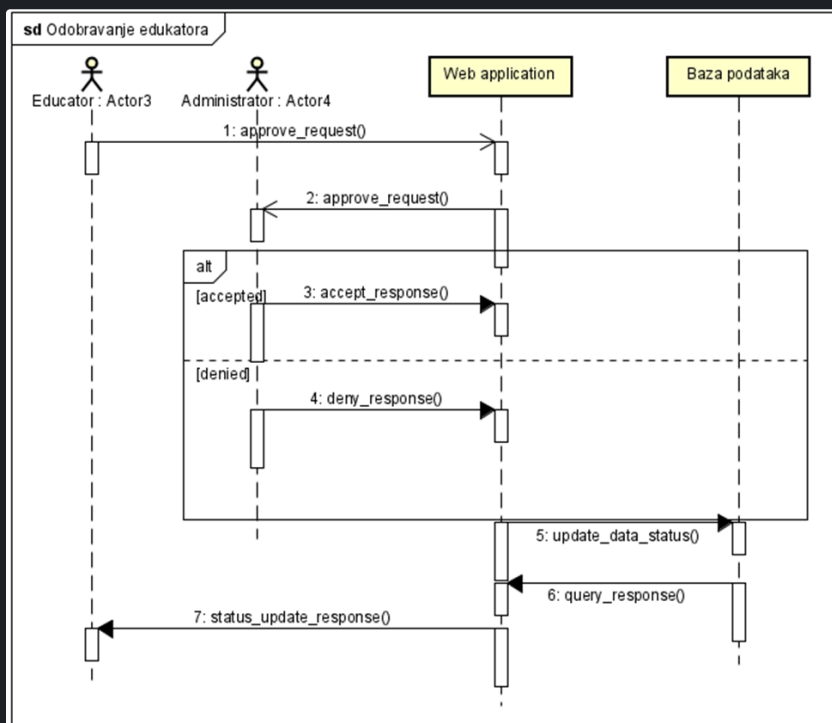 sd Odobravanje edukatora
Educator : Actor3
Administrator : Actor4
Web application
Baza podataka
1: approve_request()
2: approve_request()
alt
[accepted]
3: accept_response()
[denied]
4: deny_response()
5: update_data_status()
6: query_response()
7: status_update_response()